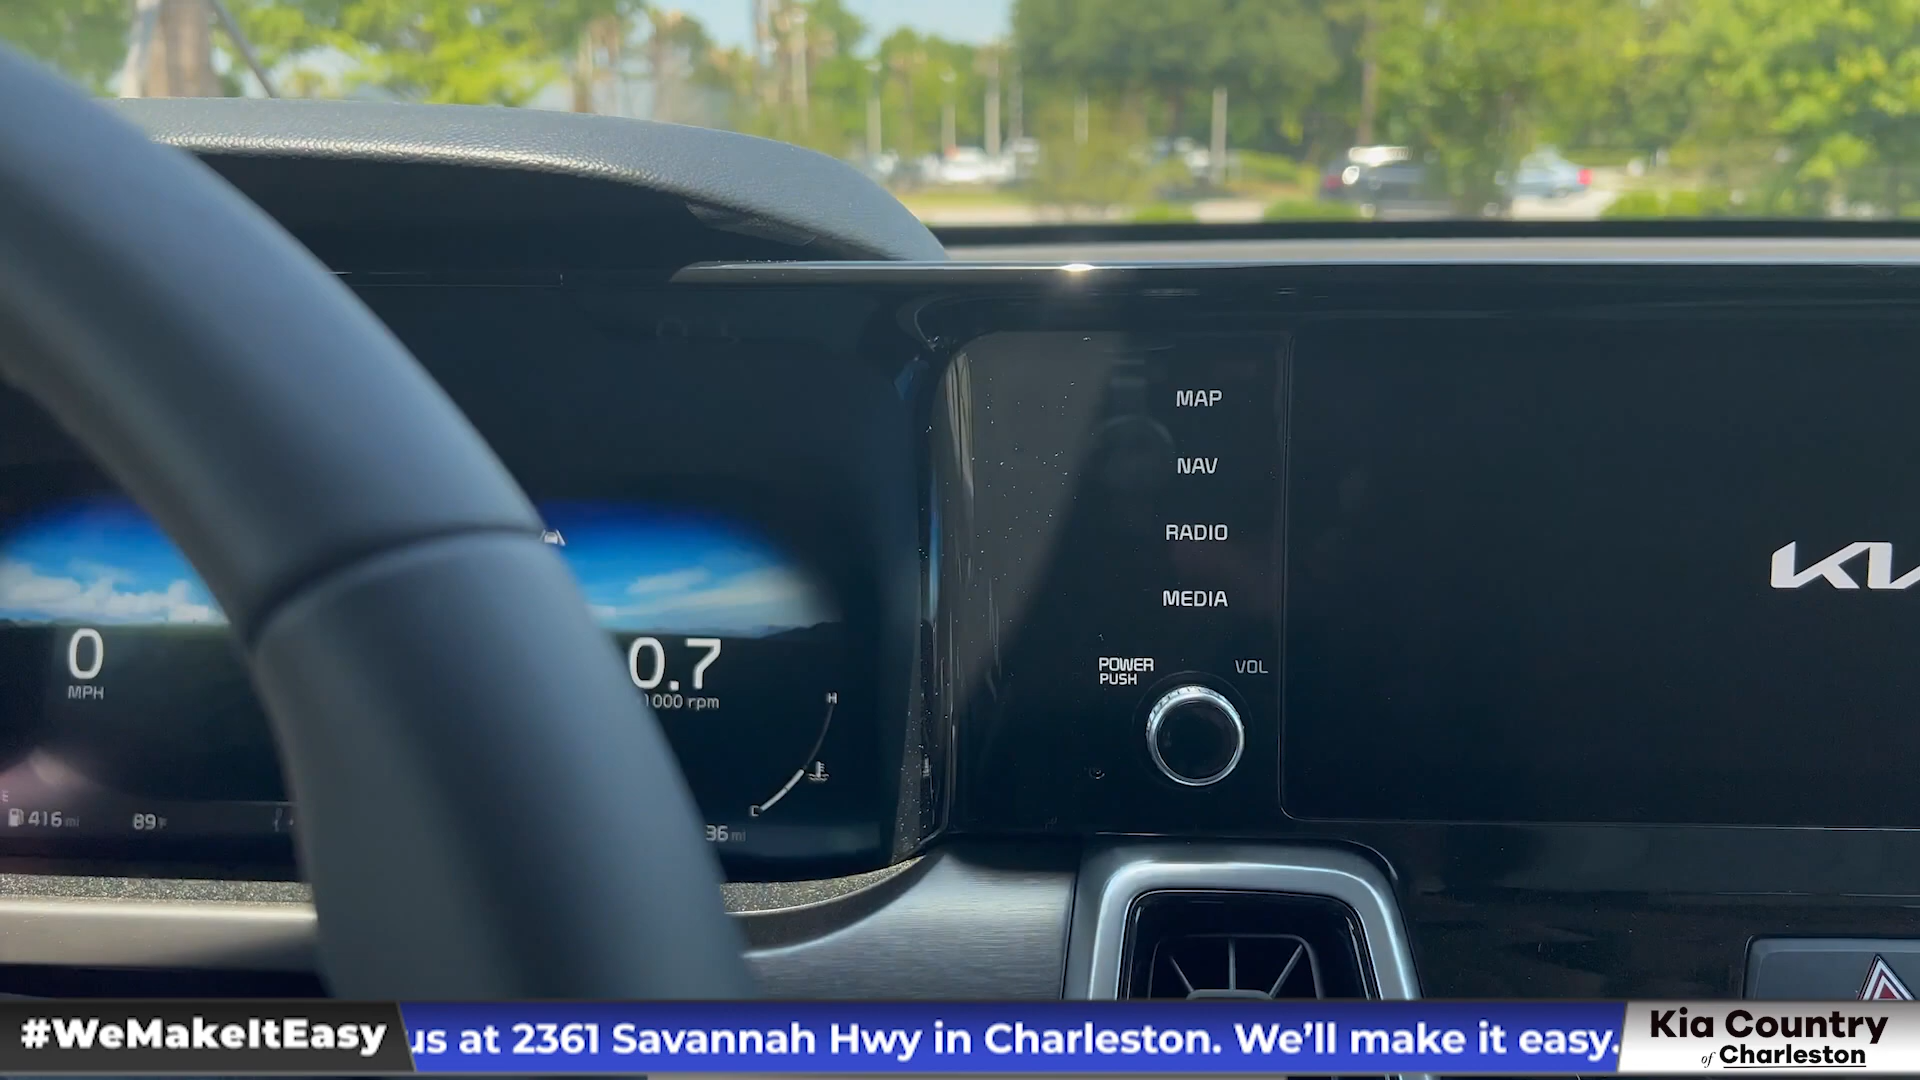 MAP
NAV
RADIO
MEDIA
POWER
PUSH
VOL
0
MPH
0.7
1000 rpm
H
C
E
416 mi
89°F
36 mi
#WeMakeItEasy
us at 2361 Savannah Hwy in Charleston. We'll make it easy.
Kia Country
of Charleston